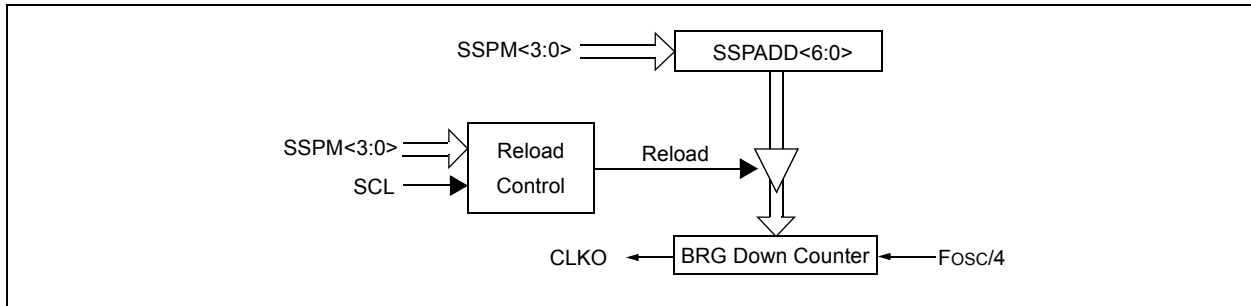 SSPM<3:0>
SSPADD<6:0>
SSPM<3:0>
SCL
Reload
Control
Reload
CLKO
BRG Down Counter
FOSC/4